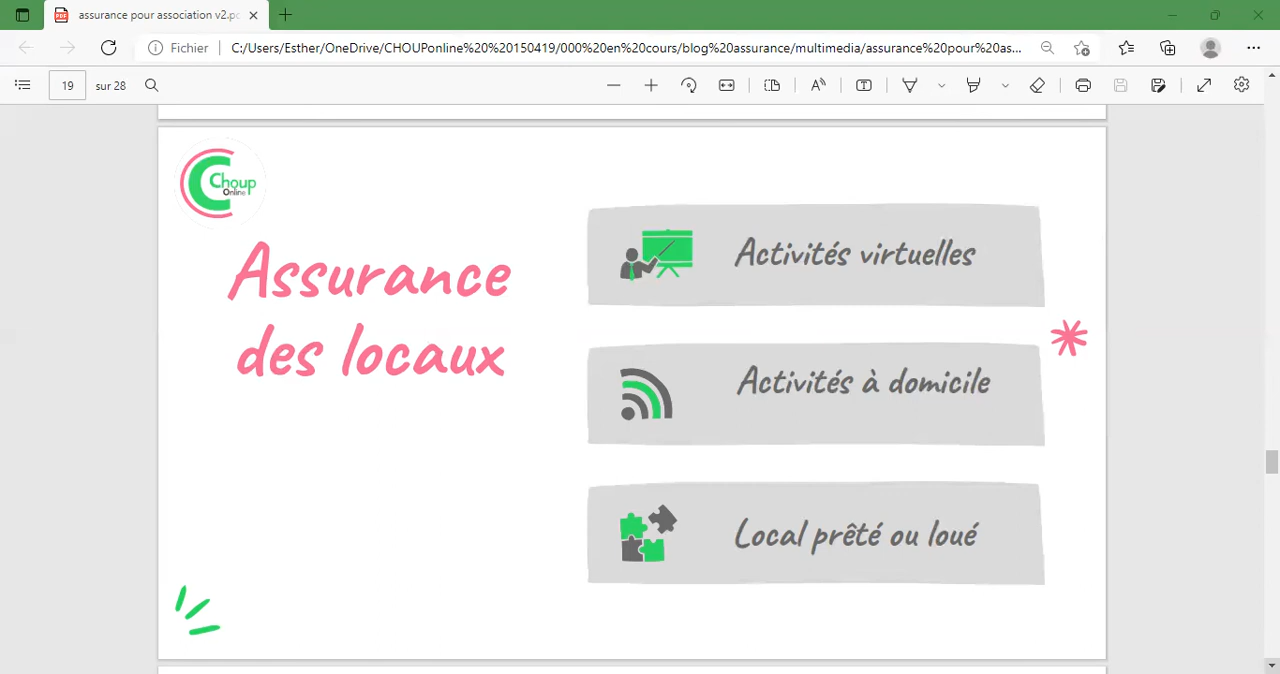 assurance pour association v2.pd
Fichier
C:/Users/Esther/OneDrive/CHOUPonline%20%20150419/000%20en%20cours/blog%20assurance/multimedia/assurance%20pour%20as...
19 sur 28
Choup
Online
Assurance
des locaux
Activités virtuelles
Activités à domicile
Local prêté ou loué